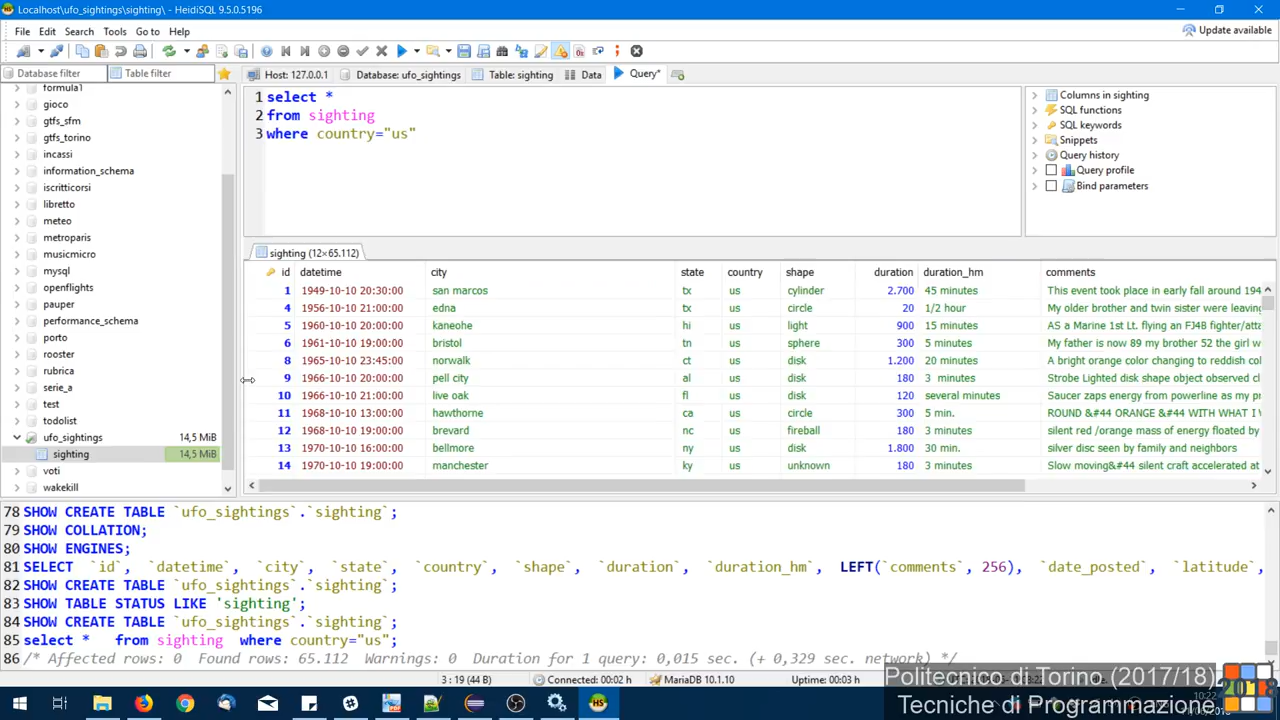 Localhost\ufo_sightings\sighting\ - HeidiSQL 9.5.0.5196
File Edit Search Tools Go to Help
Update available
Database filter Table filter Host: 127.0.0.1 Database: ufo_sightings Table: sighting Data Query*
formula1
gioco
gtfs_sfm
gtfs_torino
incassi
information_schema
iscritticorsi
libretto
meteo
metroparis
musicmicro
mysql
openflights
pauper
performance_schema
porto
rooster
rubrica
serie_a
test
todolist
ufo_sightings 14,5 MiB
sighting 14,5 MiB
voti
wakekill
1 select *
2 from sighting
3 where country="us"
Columns in sighting
SQL functions
SQL keywords
Snippets
Query history
Query profile
Bind parameters
sighting (12×65.112)
id datetime city state country shape duration duration_hm comments
1 1949-10-10 20:30:00 san marcos tx us cylinder 2.700 45 minutes This event took place in early fall around 194
4 1956-10-10 21:00:00 edna tx us circle 20 1/2 hour My older brother and twin sister were leaving
5 1960-10-10 20:00:00 kaneohe hi us light 900 15 minutes AS a Marine 1st Lt. flying an FJ4B fighter/atta
6 1961-10-10 19:00:00 bristol tn us sphere 300 5 minutes My father is now 89 my brother 52 the girl w
8 1965-10-10 23:45:00 norwalk ct us disk 1.200 20 minutes A bright orange color changing to reddish col
9 1966-10-10 20:00:00 pell city al us disk 180 3 minutes Strobe Lighted disk shape object observed cl
10 1966-10-10 21:00:00 live oak fl us disk 120 several minutes Saucer zaps energy from powerline as my p
11 1968-10-10 13:00:00 hawthorne ca us circle 300 5 min. ROUND &#44 ORANGE &#44 WITH WHAT I V
12 1968-10-10 19:00:00 brevard nc us fireball 180 3 minutes silent red /orange mass of energy floated by
13 1970-10-10 16:00:00 bellmore ny us disk 1.800 30 min. silver disc seen by family and neighbors
14 1970-10-10 19:00:00 manchester ky us unknown 180 3 minutes Slow moving&#44 silent craft accelerated at
78 SHOW CREATE TABLE `ufo_sightings`.`sighting`;
79 SHOW COLLATION;
80 SHOW ENGINES;
81 SELECT `id`, `datetime`, `city`, `state`, `country`, `shape`, `duration`, `duration_hm`, LEFT(`comments`, 256), `date_posted`, `latitude`,
82 SHOW CREATE TABLE `ufo_sightings`.`sighting`;
83 SHOW TABLE STATUS LIKE 'sighting';
84 SHOW CREATE TABLE `ufo_sightings`.`sighting`;
85 select * from sighting where country="us";
86 /* Affected rows: 0 Found rows: 65.112 Warnings: 0 Duration for 1 query: 0,015 sec. (+ 0,329 sec. network) */
3 : 19 (44 B) Connected: 00:02 h MariaDB 10.1.10 Uptime: 00:03 h
Politecnico di Torino (2017/18)
Tecniche di Programmazione
10:22
2018